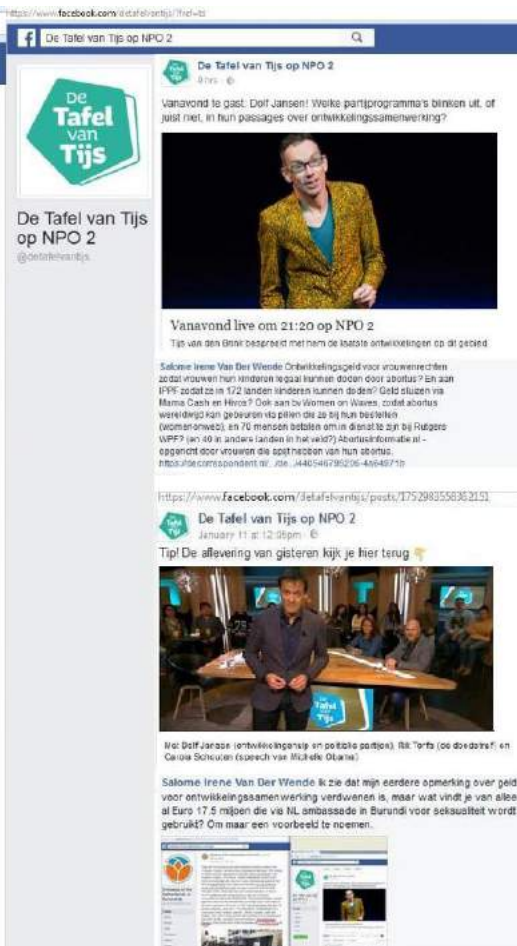 https://www.facebook.com/detafelvantijs/?fref=ts
De Tafel van Tijs op NPO 2
De
Tafel
van
Tijs
De Tafel van Tijs
op NPO 2
@detafelvantijs
De Tafel van Tijs op NPO 2
9 hrs
Vanavond te gast: Dolf Jansen! Welke partijprogramma's blinken uit, of
juist niet, in hun passages over ontwikkelingssamenwerking?
Vanavond live om 21:20 op NPO 2
Tijs van den Brink bespreekt met hem de laatste ontwikkelingen op dit gebied
Salome Irene Van Der Wende Ontwikkelingsgeld voor vrouwenrechten
zodat vrouwen hun kinderen legaal kunnen doden door abortus? En aan
IPPF zodat ze in 172 landen kinderen kunnen doden? Geld sluizen via
Mama Cash en Hivos? Ook aan bv Women on Waves, zodat abortus
wereldwijd kan gebeuren via pillen die ze bij hun bestellen
(womenonweb), en 70 mensen betalen om in dienst te zijn bij Rutgers
WPF? (en 40 in andere landen in het veld?) Abortusinformatie.nl -
opgericht door vrouwen die spijt hebben van hun abortus.
https://decorrespondent.nl/
https://www.facebook.com/detafelvantijs/posts/1752983558382151
De Tafel van Tijs op NPO 2
January 11 at 12:05pm
Tip! De aflevering van gisteren kijk je hier terug
De
Tafel
van
Tijs
Met Dolf Jansen (ontwikkelingshulp en politieke partijen), Rik Torfs (de doodstraf) en
Carola Schouten (speech van Michelle Obama)
Salome Irene Van Der Wende Ik zie dat mijn eerdere opmerking over geld
voor ontwikkelingssamenwerking verdwenen is, maar wat vindt je van alleen
al Euro 17.5 miljoen die via NL ambassade in Burundi voor seksualiteit wordt
gebruikt? Om maar een voorbeeld te noemen.